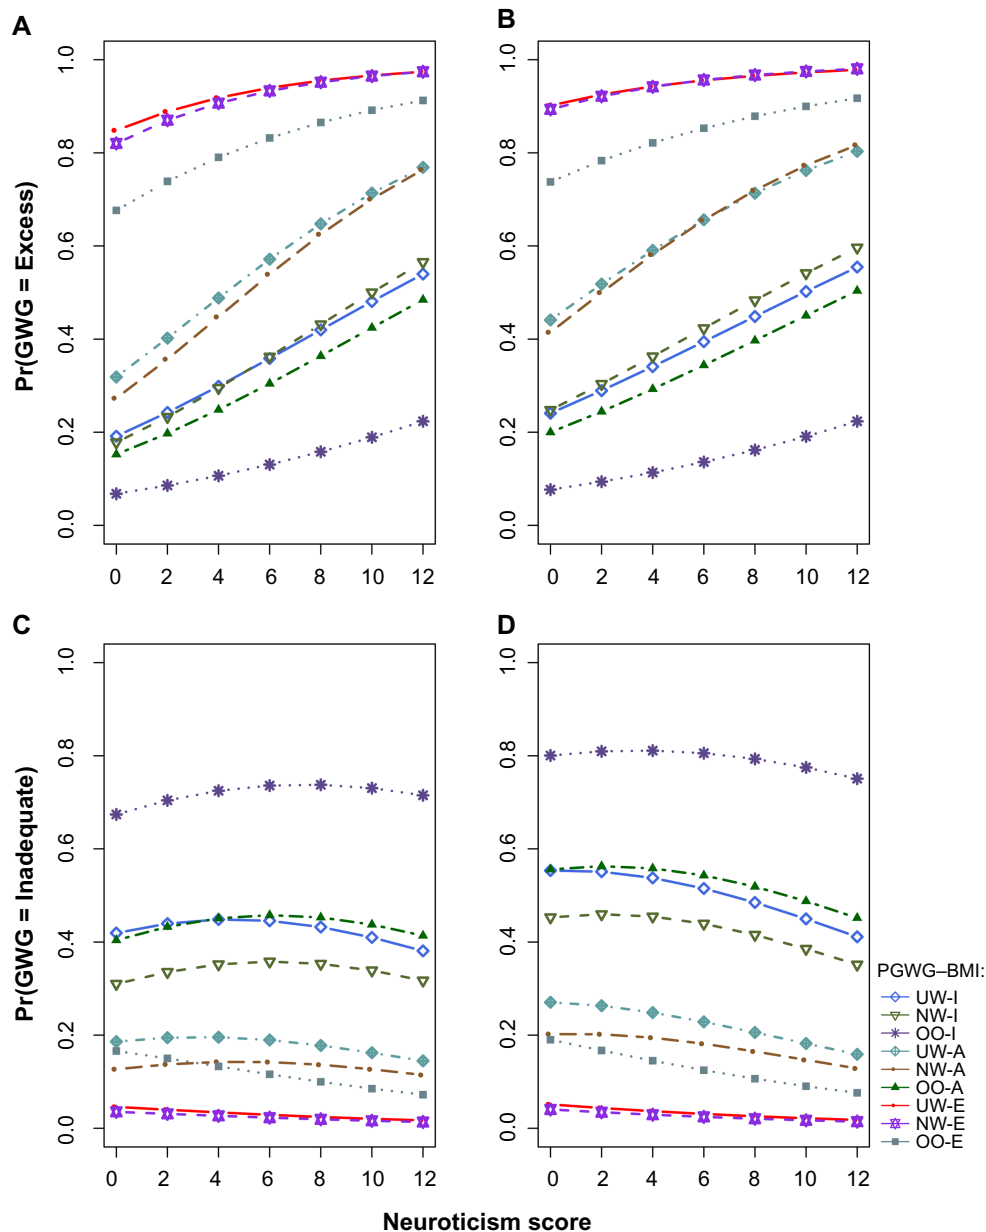 A
B
Pr(GWG = Excess)
1.0
0.8
0.6
0.4
0.2
0.0
1.0
0.8
0.6
0.4
0.2
0.0
0 2 4 6 8 10 12
0 2 4 6 8 10 12
C
D
Pr(GWG = Inadequate)
1.0
0.8
0.6
0.4
0.2
0.0
1.0
0.8
0.6
0.4
0.2
0.0
0 2 4 6 8 10 12
0 2 4 6 8 10 12
Neuroticism score
PGWG–BMI:
UW-I
NW-I
OO-I
UW-A
NW-A
OO-A
UW-E
NW-E
OO-E